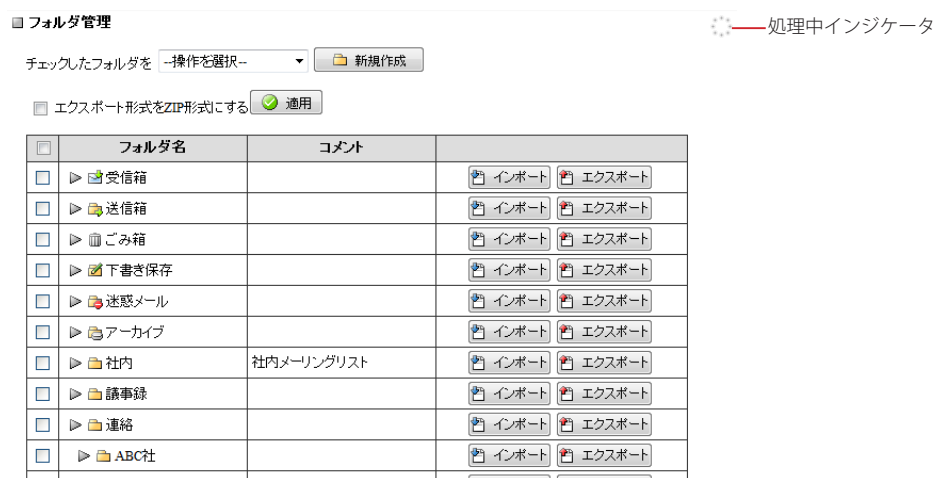 フォルダ管理
処理中インジケータ
チェックしたフォルダを --操作を選択-- 新規作成
エクスポート形式をZIP形式にする 適用
フォルダ名 コメント
受信箱 インポート エクスポート
送信箱 インポート エクスポート
ごみ箱 インポート エクスポート
下書き保存 インポート エクスポート
迷惑メール インポート エクスポート
アーカイブ インポート エクスポート
社内 社内メーリングリスト インポート エクスポート
議事録 インポート エクスポート
連絡 インポート エクスポート
ABC社 インポート エクスポート